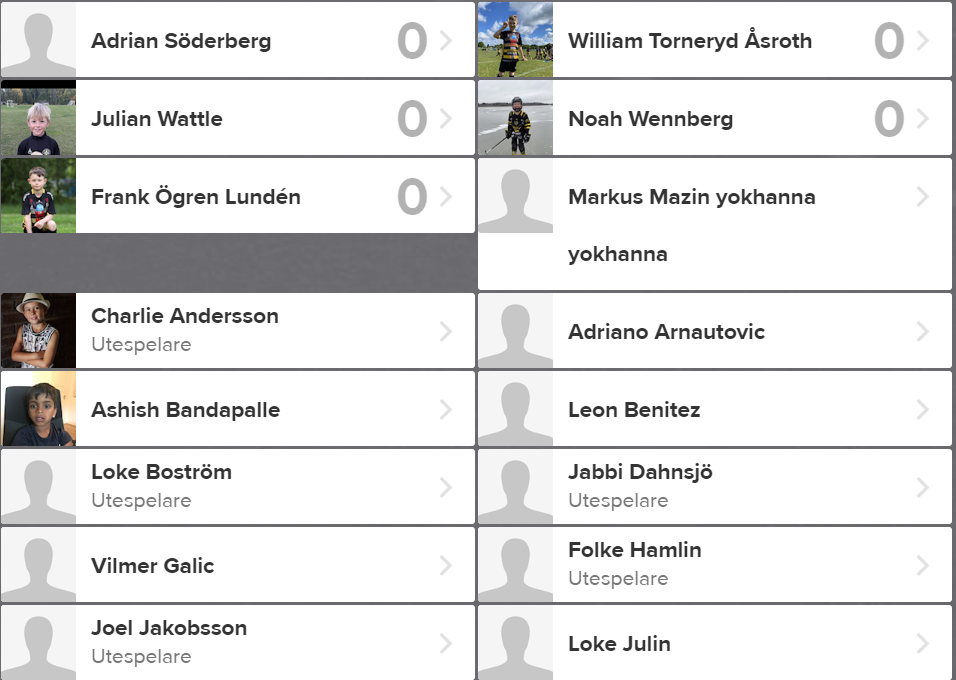 Adrian Söderberg 0
William Torneryd Åsroth 0
Julian Wattle 0
Noah Wennberg 0
Frank Ögren Lundén 0
Markus Mazin yokhanna
yokhanna
Charlie Andersson
Utespelare
Adriano Arnautovic
Ashish Bandapalle
Leon Benitez
Loke Boström
Utespelare
Jabbi Dahnsjö
Utespelare
Vilmer Galic
Folke Hamlin
Utespelare
Joel Jakobsson
Utespelare
Loke Julin